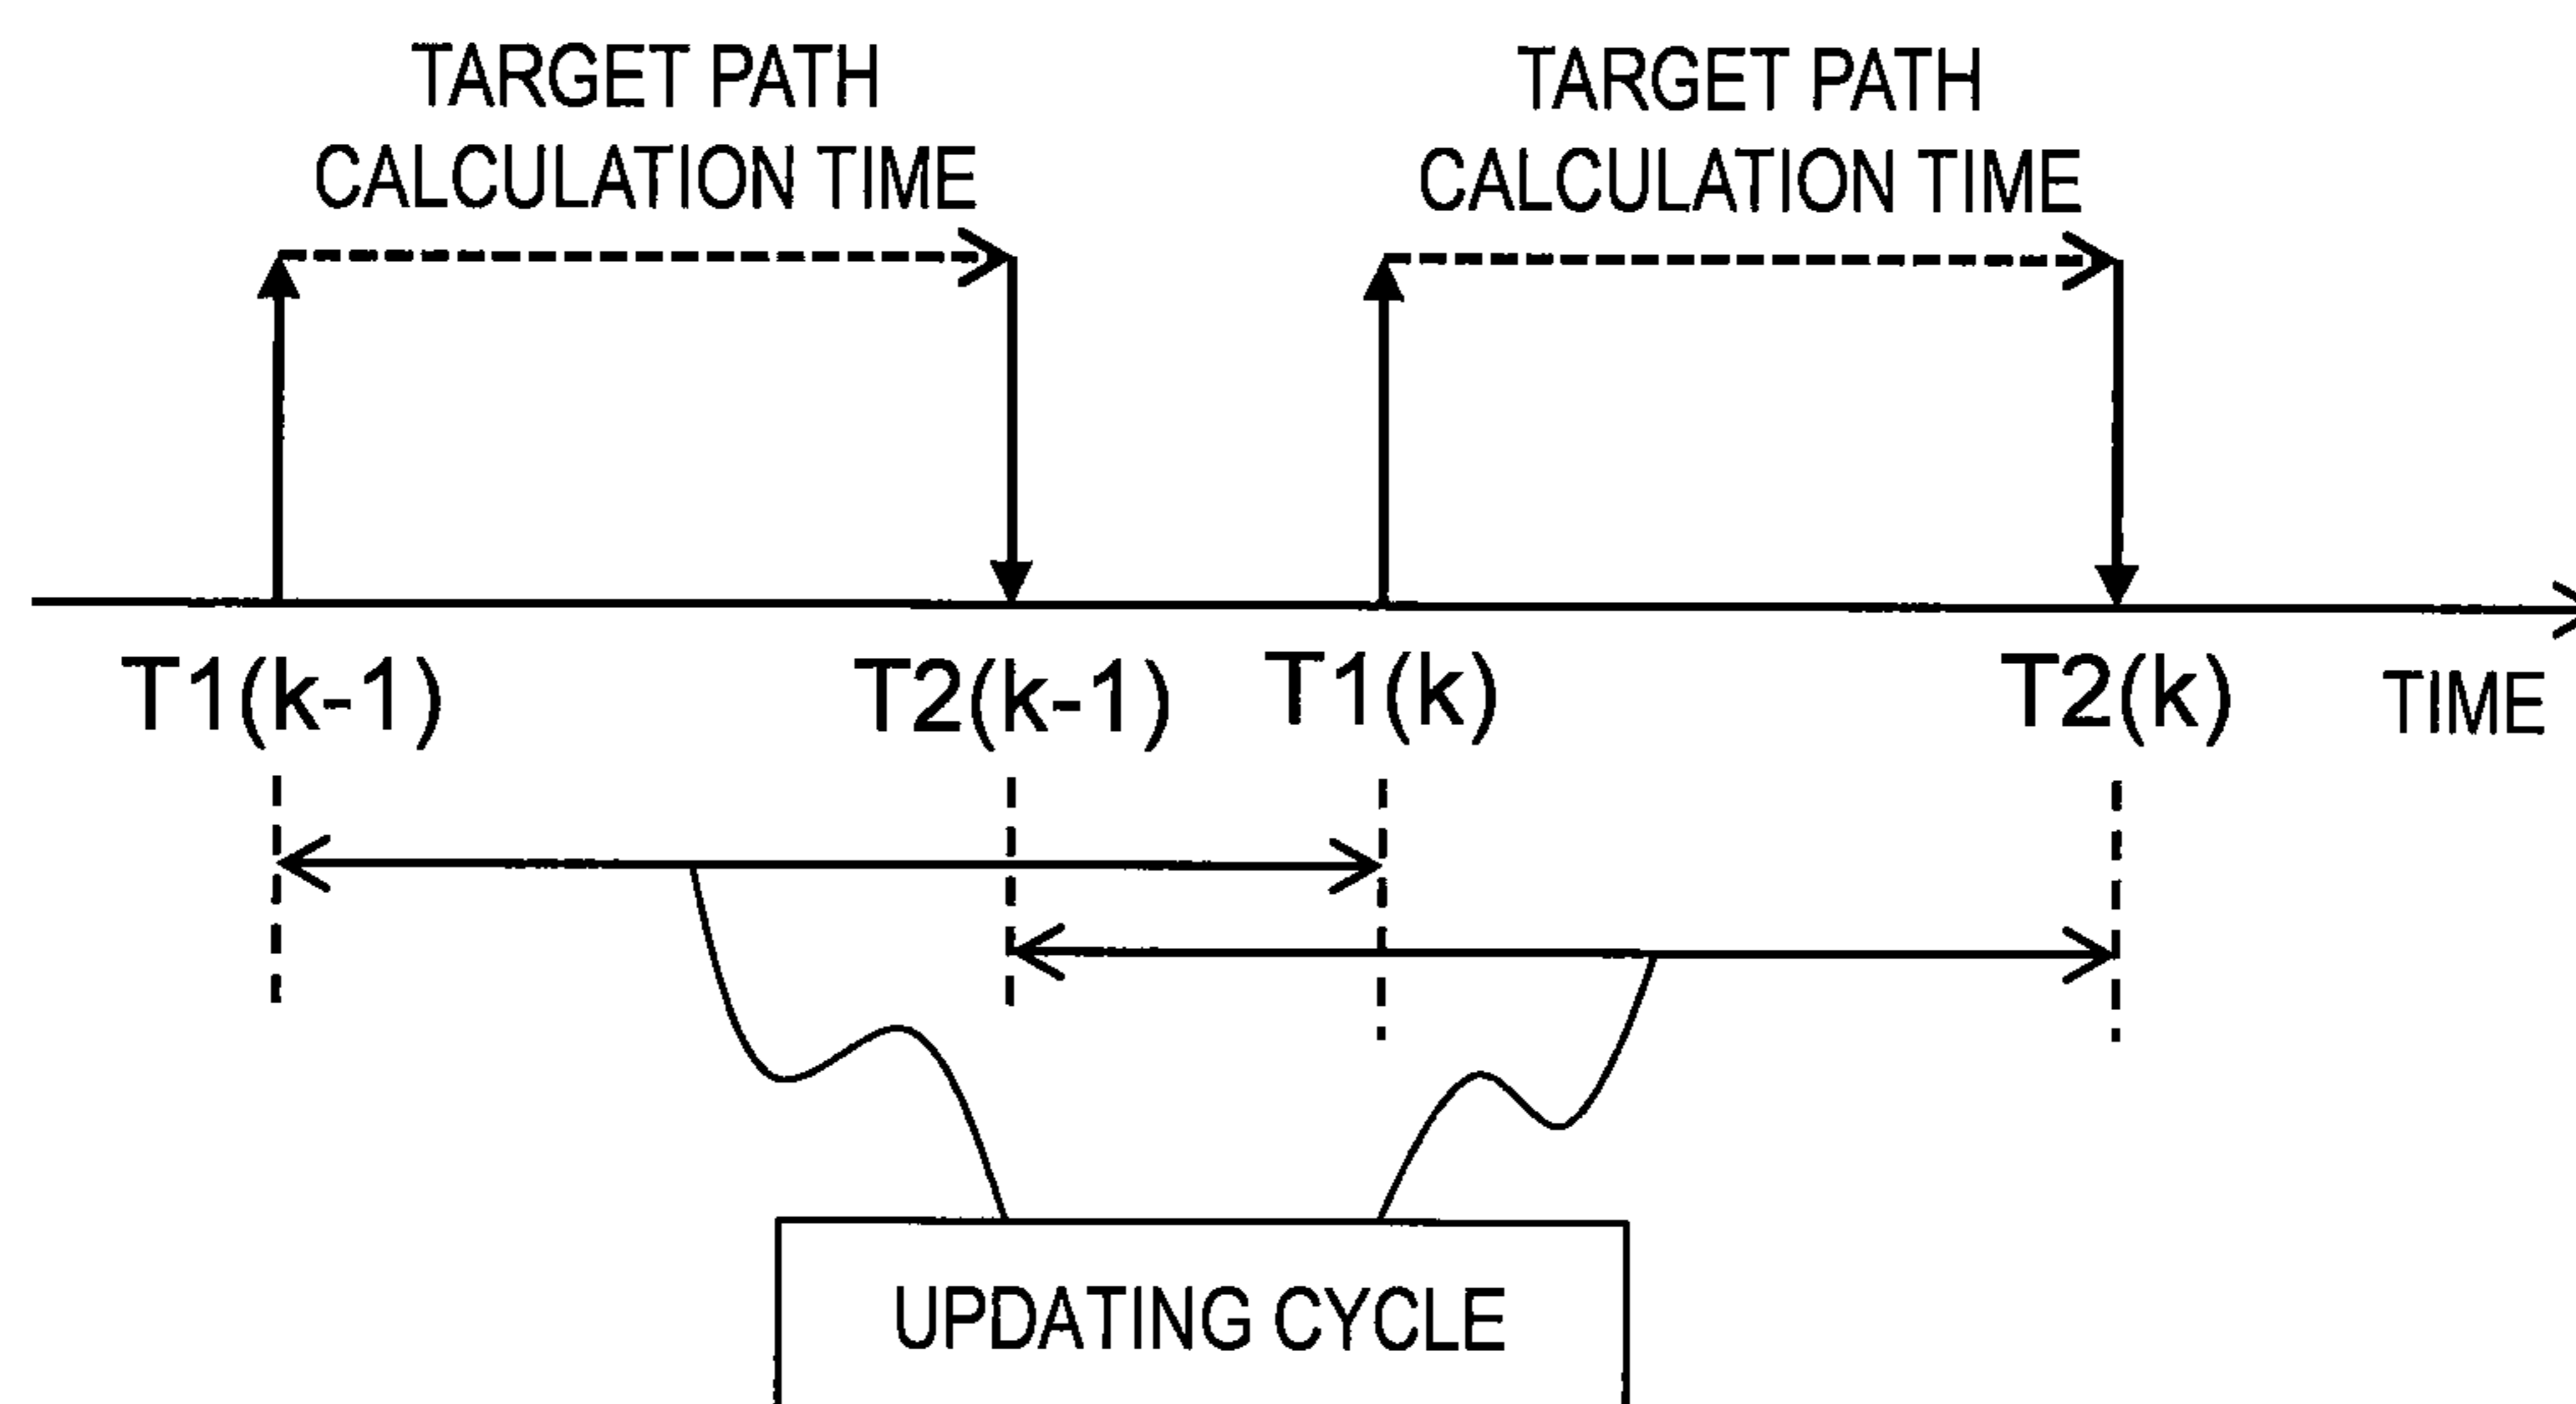 TARGET PATH
CALCULATION TIME
TARGET PATH
CALCULATION TIME
T1(k-1)
T2(k-1)
T1(k)
T2(k)
TIME
UPDATING CYCLE